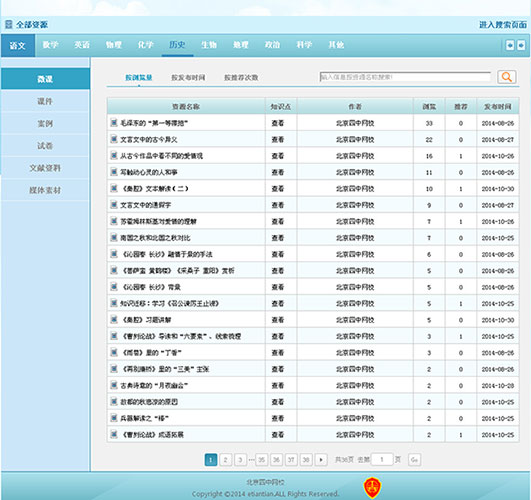 全部资源 进入搜索页面
语文 数学 英语 物理 化学 历史 生物 地理 政治 科学 其他
微课
课件
案例
试卷
文献资料
媒体素材
按浏览量 按发布时间 按推荐次数 输入信息按资源名称搜索!
资源名称 知识点 作者 浏览 推荐 发布时间
毛泽东的“第一等襟抱” 查看 北京四中网校 33 0 2014-08-26
文言文中的古今异义 查看 北京四中网校 22 0 2014-08-27
从古今作品中看不同的爱情观 查看 北京四中网校 16 1 2014-10-26
写触动心灵的人和事 查看 北京四中网校 11 0 2014-08-26
《秦腔》文本解读（二） 查看 北京四中网校 10 1 2014-10-30
文言文中的通假字 查看 北京四中网校 9 0 2014-08-27
苏霍姆林斯基对爱情的理解 查看 北京四中网校 7 1 2014-10-26
南国之秋和北国之秋对比 查看 北京四中网校 7 0 2014-10-25
《沁园春 长沙》融情于景的手法 查看 北京四中网校 6 0 2014-08-26
《菩萨蛮 黄鹤楼》《采桑子 重阳》赏析 查看 北京四中网校 5 0 2014-08-26
《沁园春 长沙》背景 查看 北京四中网校 5 0 2014-08-26
知识迁移：学习《召公谏厉王止谤》 查看 北京四中网校 5 1 2014-10-25
《秦腔》习题讲解 查看 北京四中网校 5 0 2014-10-30
《曹刿论战》导读和“六要素”、线索梳理 查看 北京四中网校 3 1 2014-10-25
《雨巷》里的“丁香” 查看 北京四中网校 3 0 2014-08-26
《再别康桥》里的“三美”主张 查看 北京四中网校 2 0 2014-08-26
古典诗意的“月夜幽会” 查看 北京四中网校 2 0 2014-10-28
故都的秋悲凉的原因 查看 北京四中网校 2 0 2014-10-25
兵器解读之“棒” 查看 北京四中网校 2 0 2014-10-25
《曹刿论战》成语拓展 查看 北京四中网校 2 1 2014-10-25
1 2 3 ... 35 36 37 38 共38页 去第 1 页 Go
北京四中网校
Copyright ©2014 etiantian.ALL Rights Reserved.